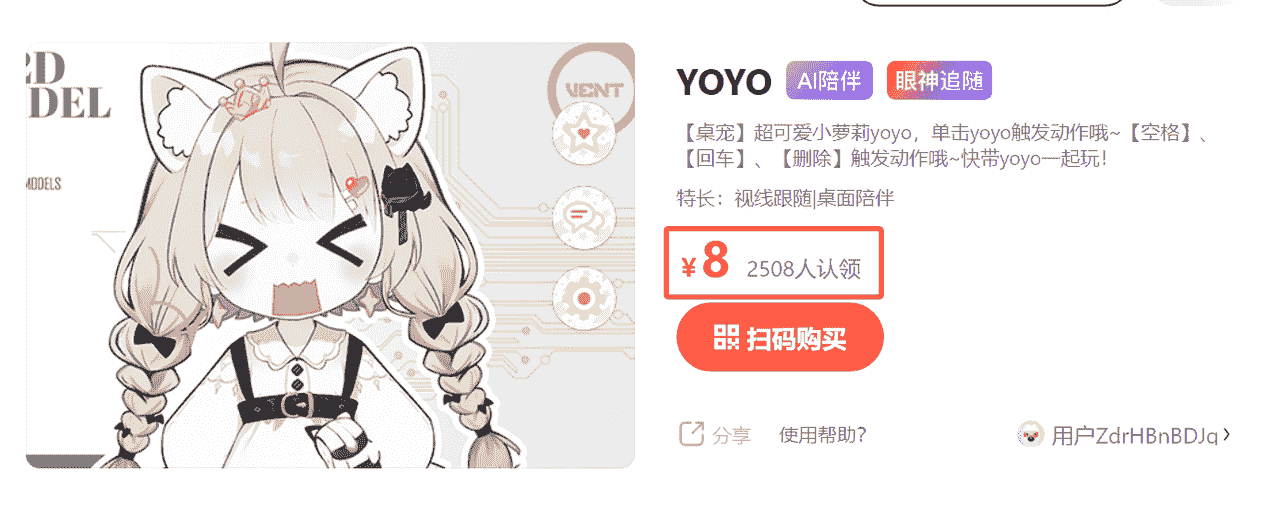 2D
DEL
MODELS
VENT
YOYO AI陪伴 眼神追随
【桌宠】超可爱小萝莉yoyo，单击yoyo触发动作哦~【空格】、
【回车】、【删除】触发动作哦~快带yoyo一起玩！
特长：视线跟随|桌面陪伴
¥8 2508人认领
扫码购买
分享 使用帮助? 用户ZdrHBnBDJq